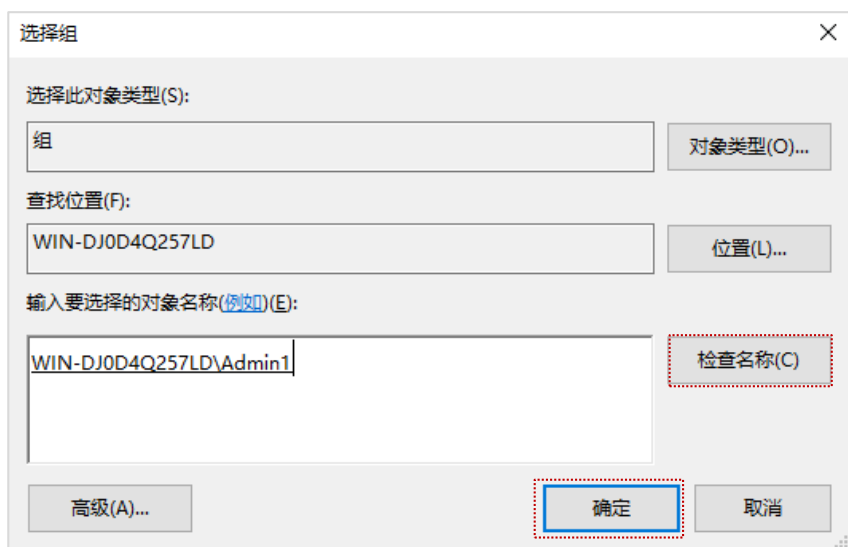 选择组
选择此对象类型(S):
组
对象类型(O)...
查找位置(F):
WIN-DJ0D4Q257LD
位置(L)...
输入要选择的对象名称(例如)(E):
WIN-DJ0D4Q257LD\Admin1
检查名称(C)
高级(A)...
确定
取消